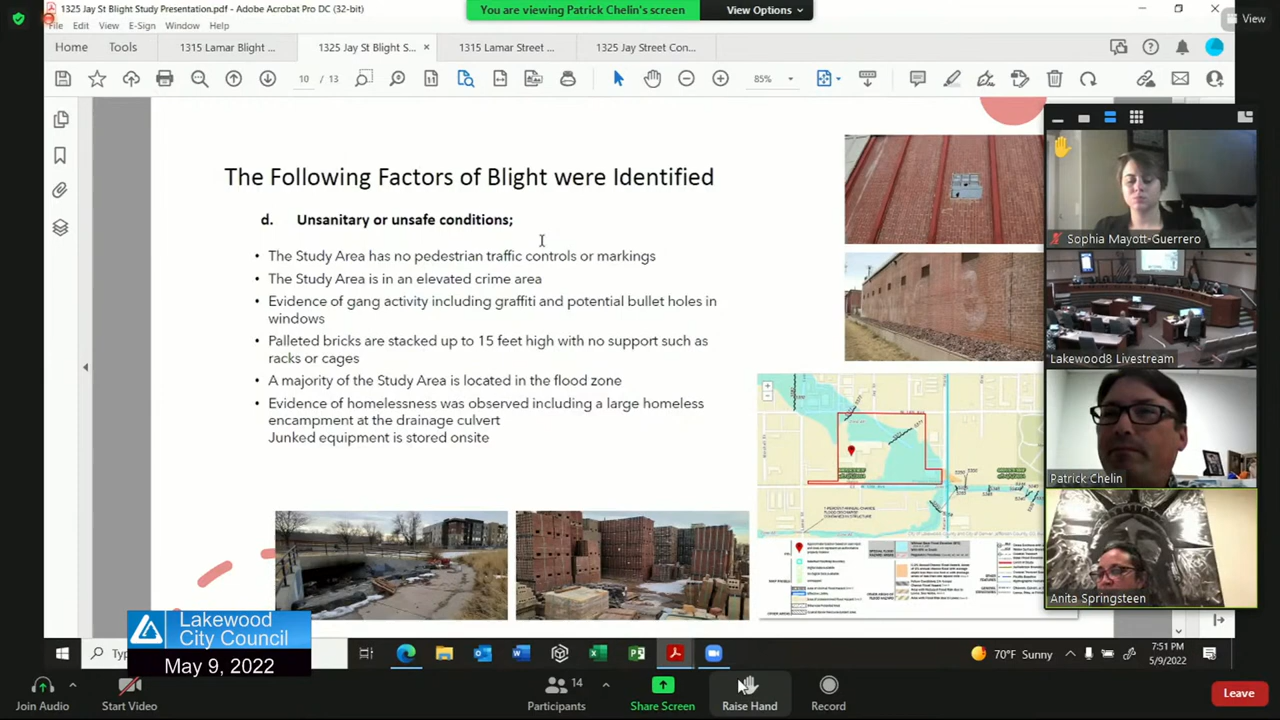 1325 Jay St Blight Study Presentation.pdf - Adobe Acrobat Pro DC (32-bit)
You are viewing Patrick Chelin's screen
View Options
View
File Edit View E-Sign Window Help
Home Tools 1315 Lamar Blight ... 1325 Jay St Blight S... × 1315 Lamar Street ... 1325 Jay Street Con...
10 / 13 85%
The Following Factors of Blight were Identified
d. Unsanitary or unsafe conditions;
• The Study Area has no pedestrian traffic controls or markings
• The Study Area is in an elevated crime area
• Evidence of gang activity including graffiti and potential bullet holes in
windows
• Palleted bricks are stacked up to 15 feet high with no support such as
racks or cages
• A majority of the Study Area is located in the flood zone
• Evidence of homelessness was observed including a large homeless
encampment at the drainage culvert
Junked equipment is stored onsite
Sophia Mayott-Guerrero
Lakewood8 Livestream
Patrick Chelin
Anita Springsteen
Lakewood
City Council
May 9, 2022
70°F Sunny
7:51 PM
5/9/2022
14
Join Audio Start Video Participants Share Screen Raise Hand Record Leave